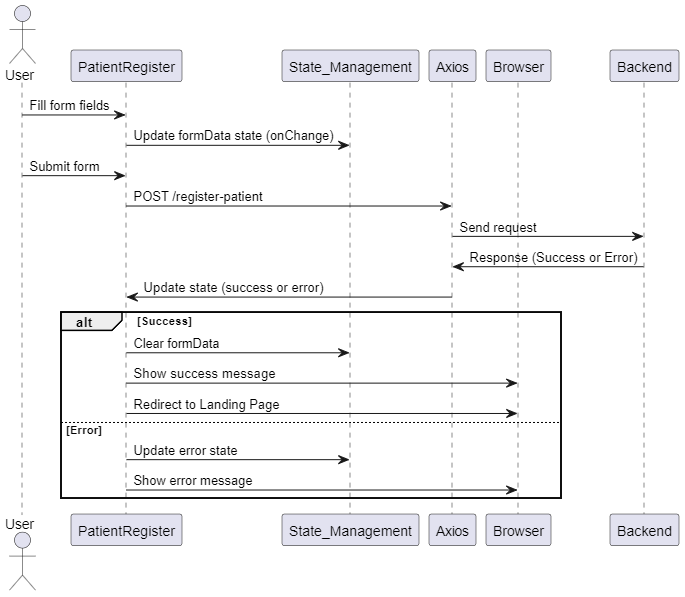 User
PatientRegister
State_Management
Axios
Browser
Backend
Fill form fields
Update formData state (onChange)
Submit form
POST /register-patient
Send request
Response (Success or Error)
Update state (success or error)
alt
[Success]
Clear formData
Show success message
Redirect to Landing Page
[Error]
Update error state
Show error message
User
PatientRegister
State_Management
Axios
Browser
Backend